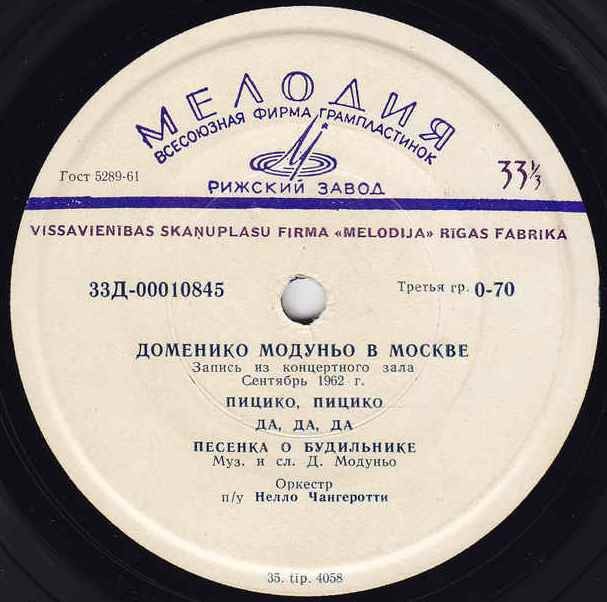 МЕЛОДИЯ
ВСЕСОЮЗНАЯ ФИРМА ГРАМПЛАСТИНОК
Гост 5289-61
РИЖСКИЙ ЗАВОД
33⅓
VISSAVIENĪBAS SKAŅUPLASU FIRMA «MELODIJA» RĪGAS FABRIKA
33Д-00010845
Третья гр. 0-70
ДОМЕНИКО МОДУНЬО В МОСКВЕ
Запись из концертного зала
Сентябрь 1962 г.
ПИЦИКО, ПИЦИКО
ДА, ДА, ДА
ПЕСЕНКА О БУДИЛЬНИКЕ
Муз. и сл. Д. Модуньо
Оркестр
п/у Нелло Чангеротти
35. tip. 4058